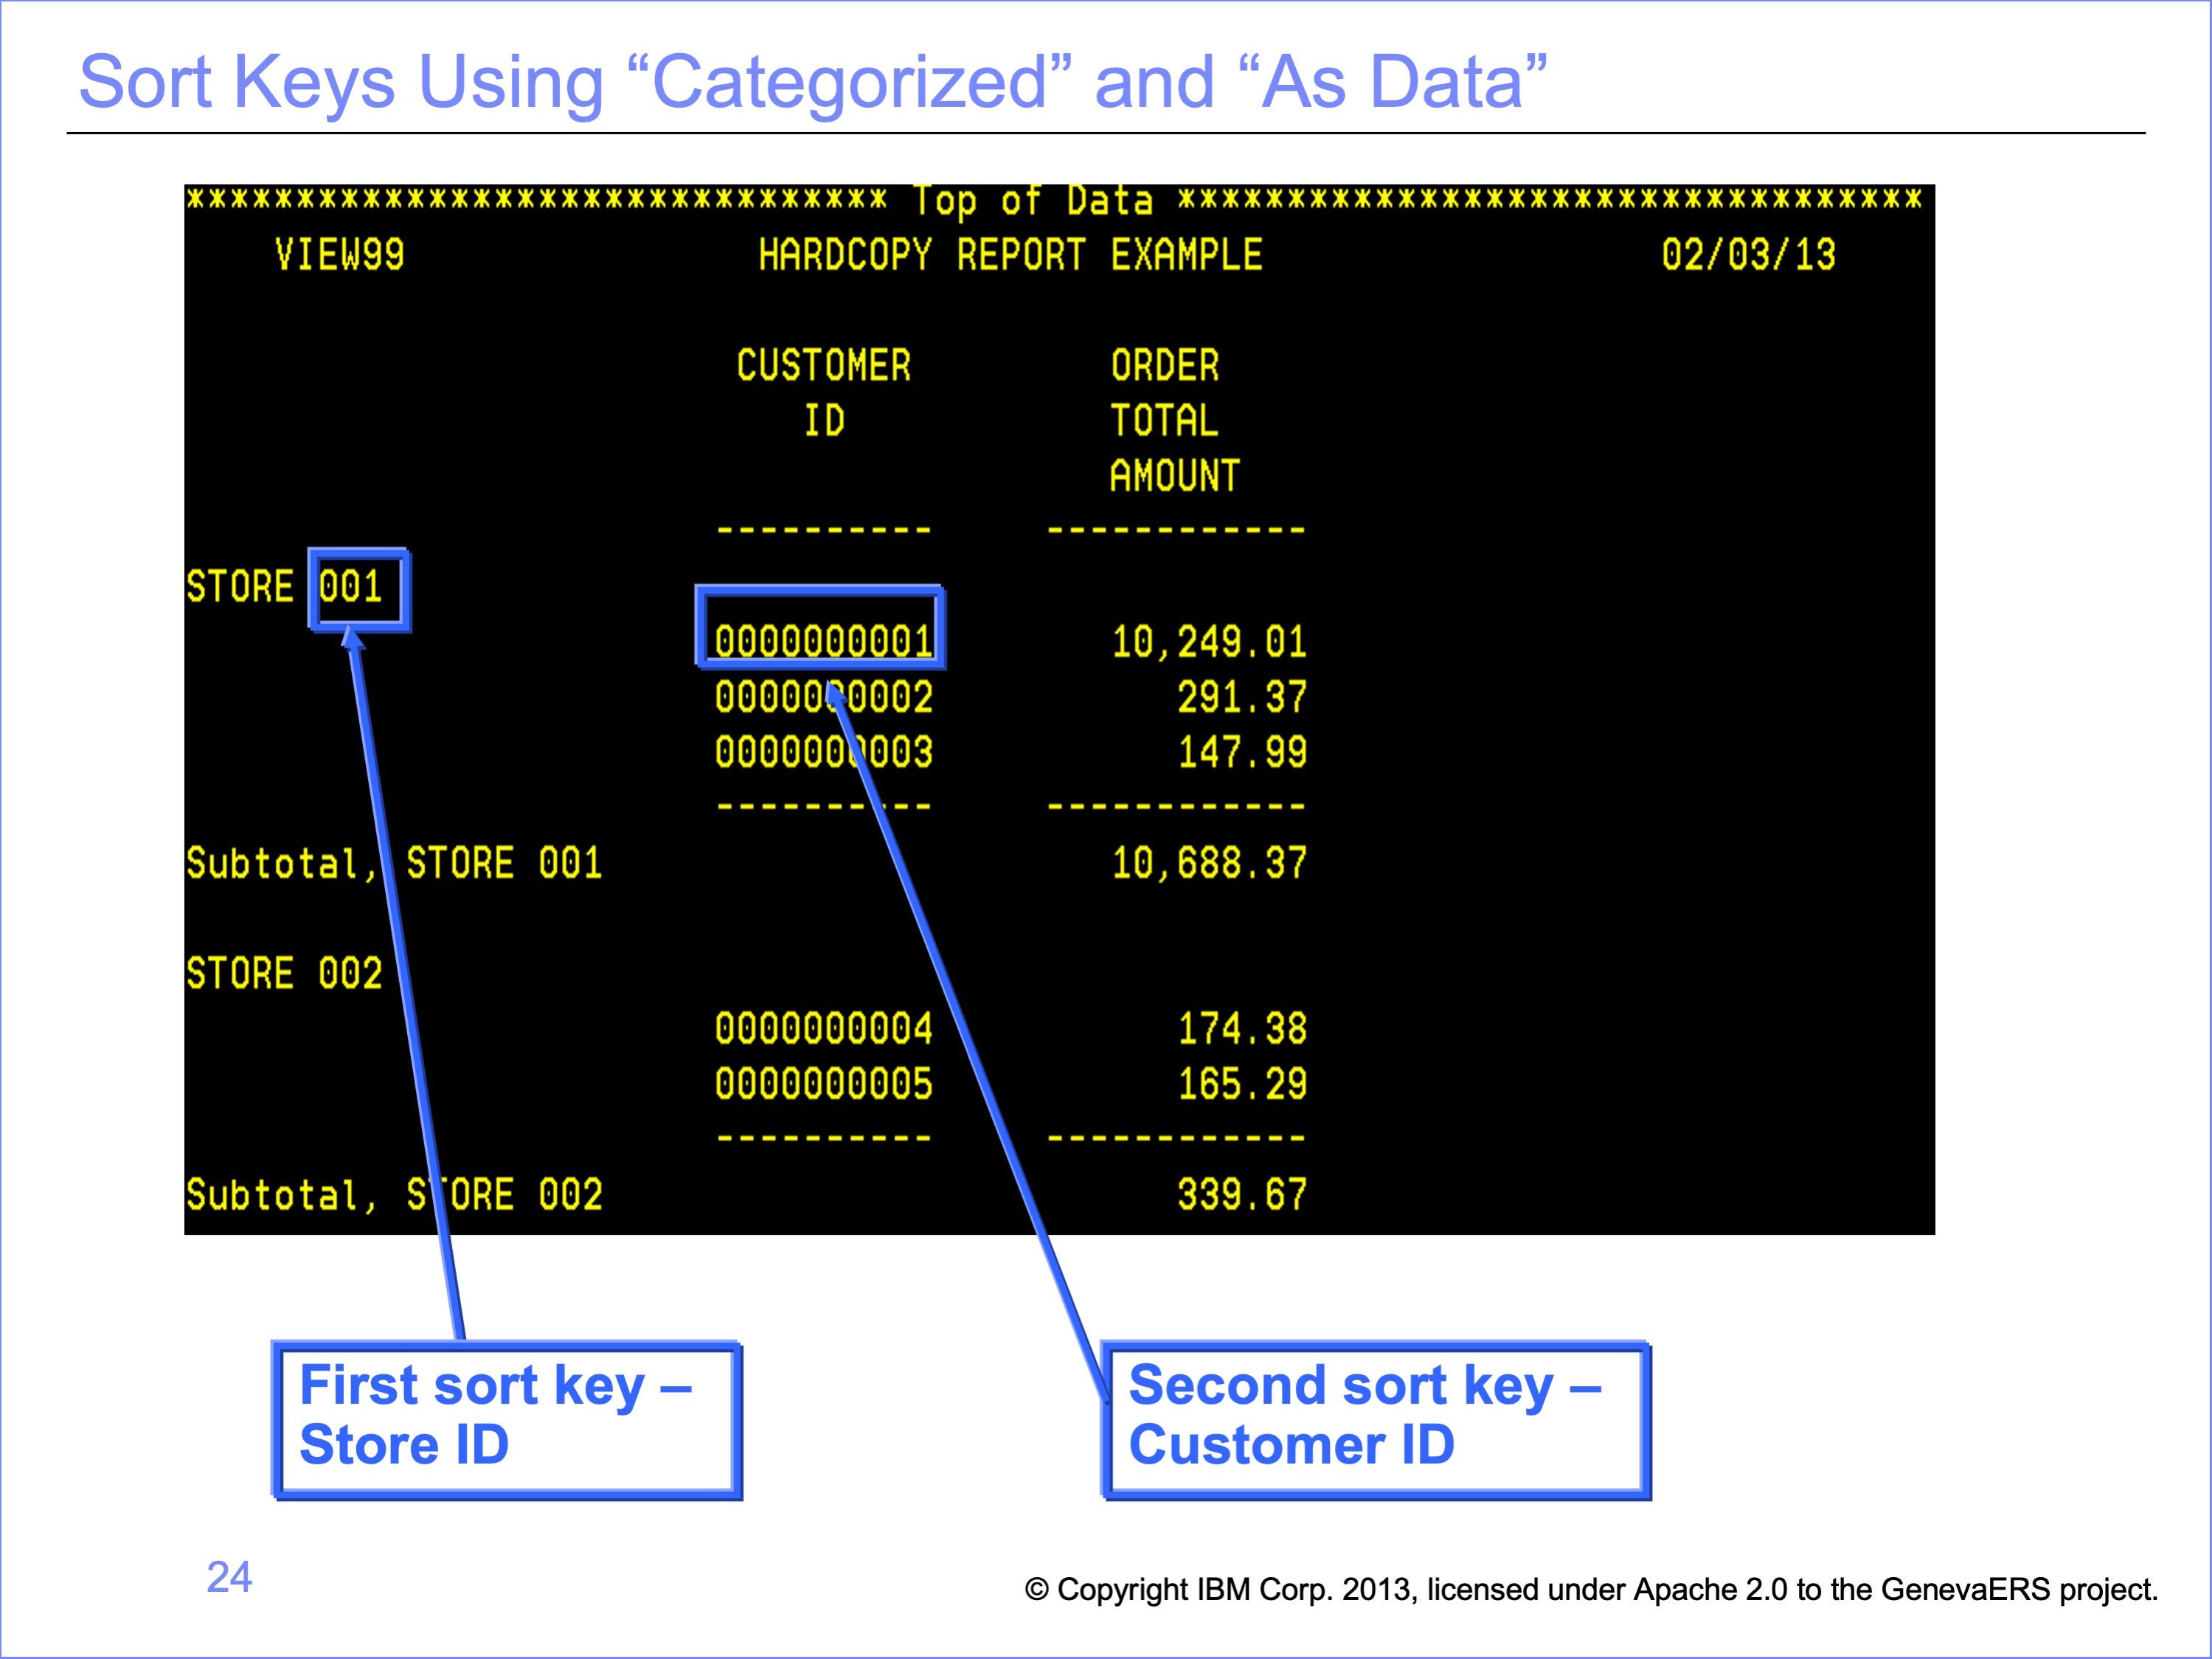 Sort Keys Using “Categorized” and “As Data”
******************************** Top of Data **********************************
VIEW99 HARDCOPY REPORT EXAMPLE 02/03/13
CUSTOMER ORDER
ID TOTAL
AMOUNT
---------- ------------
STORE 001
0000000001 10,249.01
0000000002 291.37
0000000003 147.99
---------- ------------
Subtotal, STORE 001 10,688.37
STORE 002
0000000004 174.38
0000000005 165.29
---------- ------------
Subtotal, STORE 002 339.67
First sort key –
Store ID
Second sort key –
Customer ID
24
© Copyright IBM Corp. 2013, licensed under Apache 2.0 to the GenevaERS project.